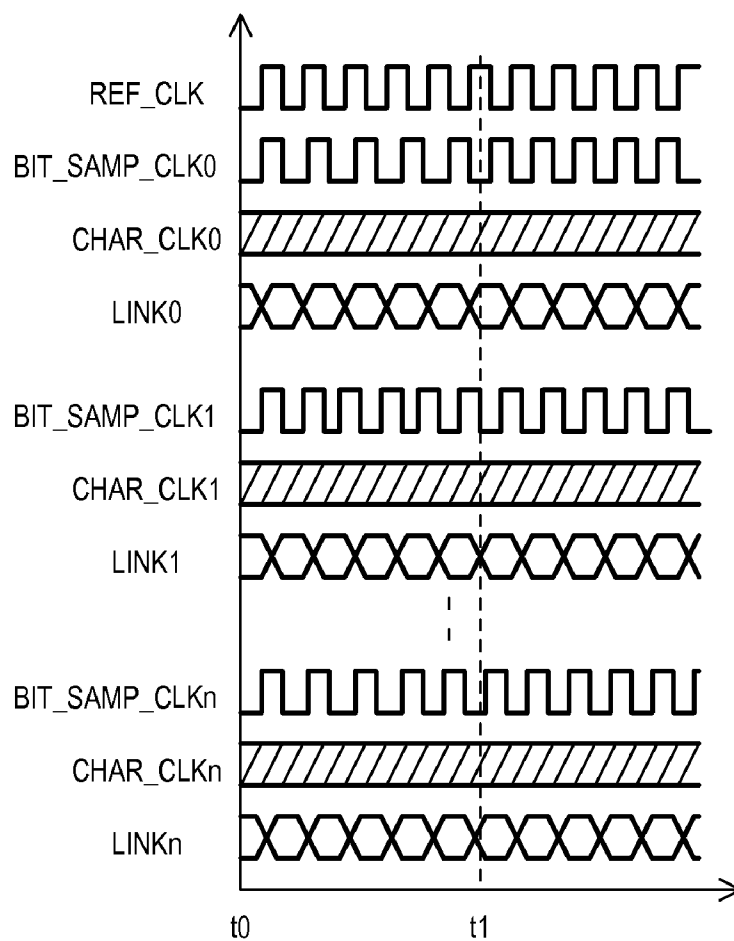 REF_CLK
BIT_SAMP_CLK0
CHAR_CLK0
LINK0
BIT_SAMP_CLK1
CHAR_CLK1
LINK1
BIT_SAMP_CLKn
CHAR_CLKn
LINKn
t0 t1